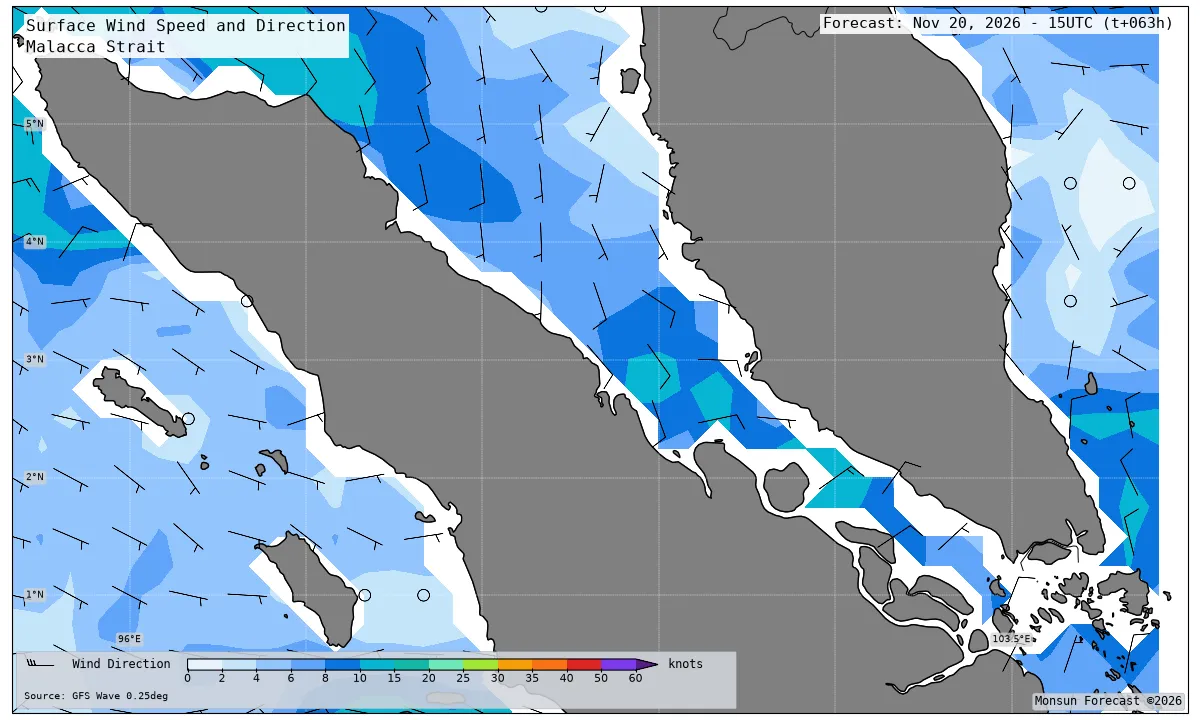 Surface Wind Speed and Direction
Malacca Strait
Forecast: Nov 20, 2026 - 15UTC (t+063h)
5°N
4°N
3°N
2°N
1°N
96°E
103.5°E
Wind Direction
knots
0 2 4 6 8 10 15 20 25 30 35 40 50 60
Source: GFS Wave 0.25deg
Monsun Forecast ©2026